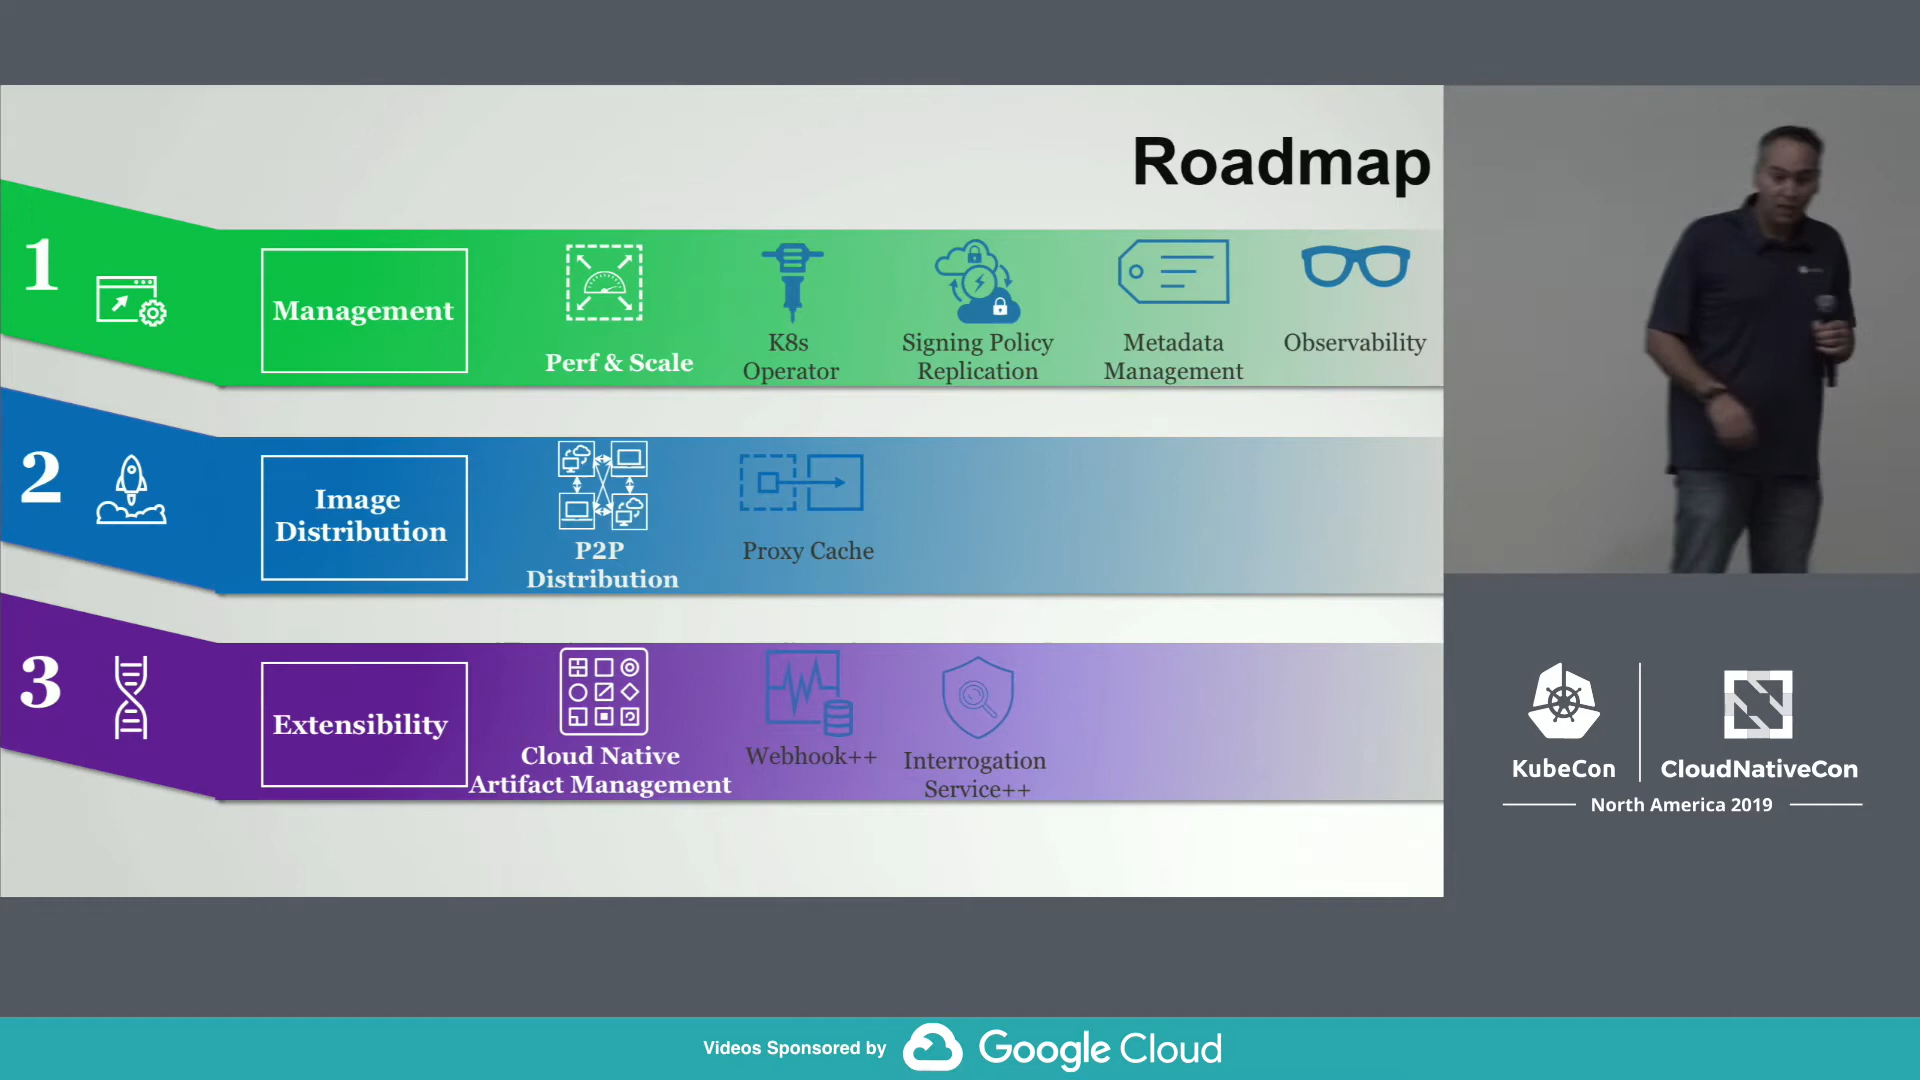 Roadmap
1
Management
Perf & Scale
K8s
Operator
Signing Policy
Replication
Metadata
Management
Observability
2
Image
Distribution
P2P
Distribution
Proxy Cache
3
Extensibility
Cloud Native
Artifact Management
Webhook++
Interrogation
Service++
KubeCon
CloudNativeCon
North America 2019
Videos Sponsored by
Google Cloud